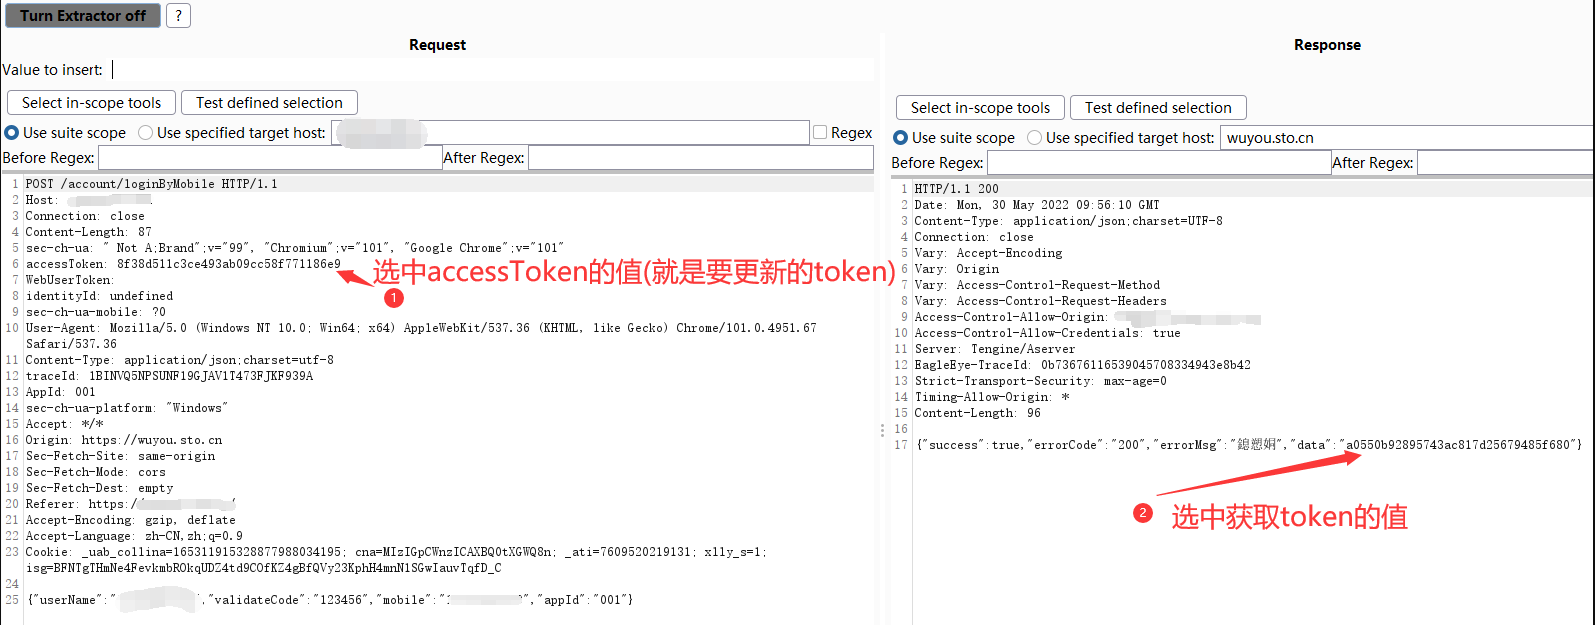 Turn Extractor off
?
Request
Value to insert:
Select in-scope tools
Test defined selection
Use suite scope
Use specified target host:
Regex
Before Regex:
After Regex:
1 POST /account/loginByMobile HTTP/1.1
2 Host:
3 Connection: close
4 Content-Length: 87
5 sec-ch-ua: " Not A;Brand";v="99", "Chromium";v="101", "Google Chrome";v="101"
6 accessToken: 8f38d511c3ce493ab09cc58f771186e9
7 WebUserToken:
8 identityId: undefined
9 sec-ch-ua-mobile: ?0
10 User-Agent: Mozilla/5.0 (Windows NT 10.0; Win64; x64) AppleWebKit/537.36 (KHTML, like Gecko) Chrome/101.0.4951.67
Safari/537.36
11 Content-Type: application/json;charset=utf-8
12 traceId: 1BINVQ5NPSUNF19GJAV1T473FJKF939A
13 AppId: 001
14 sec-ch-ua-platform: "Windows"
15 Accept: */*
16 Origin: https://wuyou.sto.cn
17 Sec-Fetch-Site: same-origin
18 Sec-Fetch-Mode: cors
19 Sec-Fetch-Dest: empty
20 Referer: https:/ /
21 Accept-Encoding: gzip, deflate
22 Accept-Language: zh-CN,zh;q=0.9
23 Cookie: _uab_collina=165311915328877988034195; cna=MIzIGpCWnzICAXBQ0tXGWQ8n; _ati=7609520219131; xlly_s=1;
isg=BFNTgTHmNe4FevkmbROkqUDZ4td9COfKZ4gBfQVy23KphH4mnN1SGwIauvTqfD_C
24
25 {"userName":" ","validateCode":"123456","mobile":"1 ","appId":"001"}
选中accessToken的值(就是要更新的token)
1
Response
Select in-scope tools
Test defined selection
Use suite scope
Use specified target host:
wuyou.sto.cn
Before Regex:
After Regex:
1 HTTP/1.1 200
2 Date: Mon, 30 May 2022 09:56:10 GMT
3 Content-Type: application/json;charset=UTF-8
4 Connection: close
5 Vary: Accept-Encoding
6 Vary: Origin
7 Vary: Access-Control-Request-Method
8 Vary: Access-Control-Request-Headers
9 Access-Control-Allow-Origin:
10 Access-Control-Allow-Credentials: true
11 Server: Tengine/Aserver
12 EagleEye-TraceId: 0b73676116539045708334943e8b42
13 Strict-Transport-Security: max-age=0
14 Timing-Allow-Origin: *
15 Content-Length: 96
16
17 {"success":true,"errorCode":"200","errorMsg":"鎴愬姛","data":"a0550b92895743ac817d25679485f680"}
2
选中获取token的值